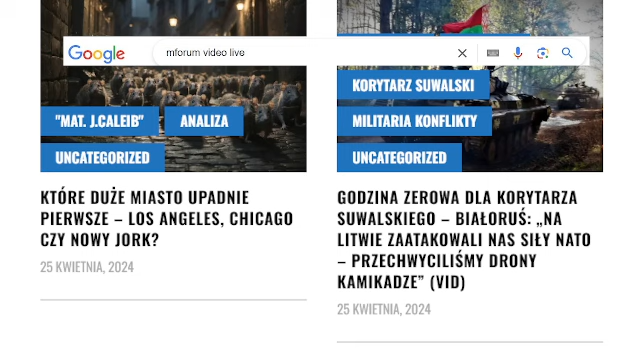 Google
mforum video live
"MAT. J.CALEIB"
ANALIZA
UNCATEGORIZED
KTÓRE DUŻE MIASTO UPADNIE
PIERWSZE – LOS ANGELES, CHICAGO
CZY NOWY JORK?
25 KWIETNIA, 2024
KORYTARZ SUWALSKI
MILITARIA KONFLIKTY
UNCATEGORIZED
GODZINA ZEROWA DLA KORYTARZA
SUWALSKIEGO – BIAŁORUŚ: „NA
LITWIE ZAATAKOWALI NAS SIŁY NATO
– PRZECHWYCILIŚMY DRONY
KAMIKADZE” (VID)
25 KWIETNIA, 2024